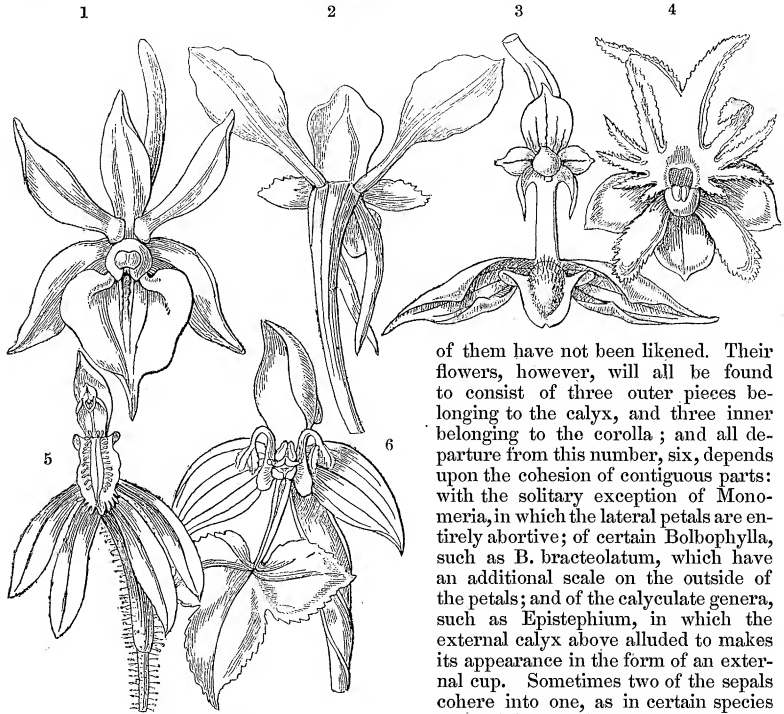 1 2 3 4
5 6
of them have not been likened. Their
flowers, however, will all be found
to consist of three outer pieces be-
longing to the calyx, and three inner
belonging to the corolla ; and all de-
parture from this number, six, depends
upon the cohesion of contiguous parts:
with the solitary exception of Mono-
meria, in which the lateral petals are en-
tirely abortive; of certain Bolbophylla,
such as B. bracteolatum, which have
an additional scale on the outside of
the petals; and of the calyculate genera,
such as Epistephium, in which the
external calyx above alluded to makes
its appearance in the form of an exter-
nal cup. Sometimes two of the sepals
cohere into one, as in certain species